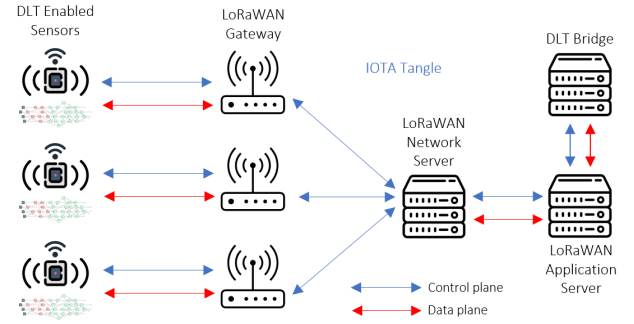 DLT Enabled
Sensors
LoRaWAN
Gateway
IOTA Tangle
DLT Bridge
LoRaWAN
Network
Server
LoRaWAN
Application
Server
Control plane
Data plane